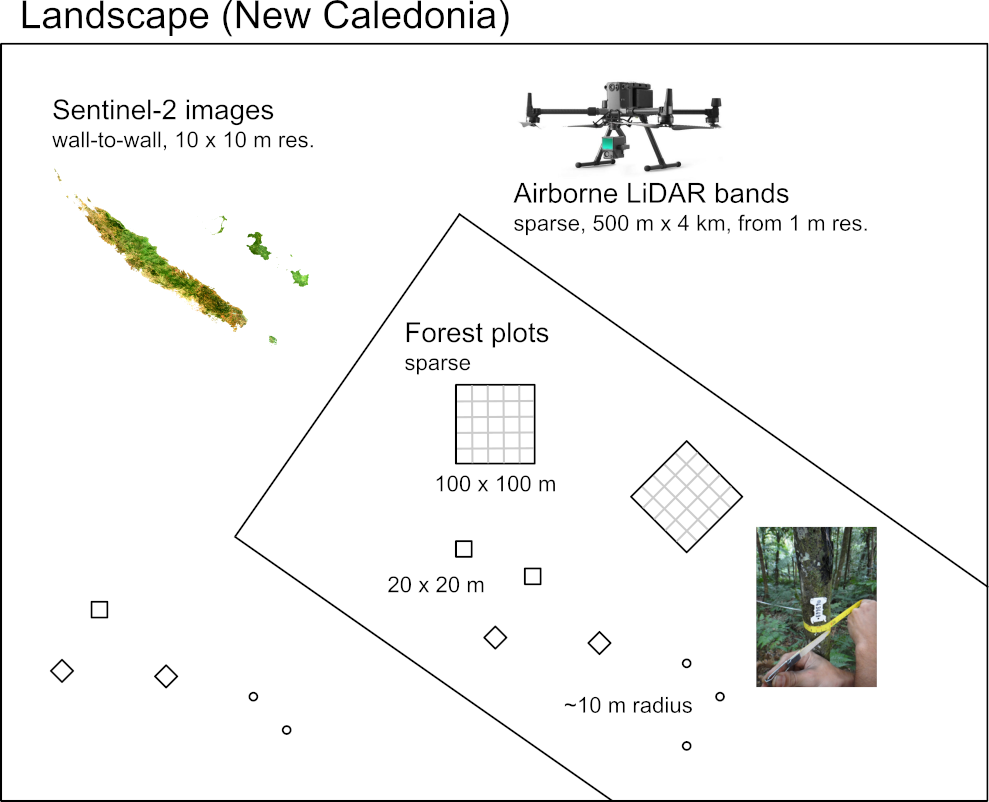 Landscape (New Caledonia)
Sentinel-2 images
wall-to-wall, 10 x 10 m res.
Airborne LiDAR bands
sparse, 500 m x 4 km, from 1 m res.
Forest plots
sparse
100 x 100 m
20 x 20 m
~10 m radius